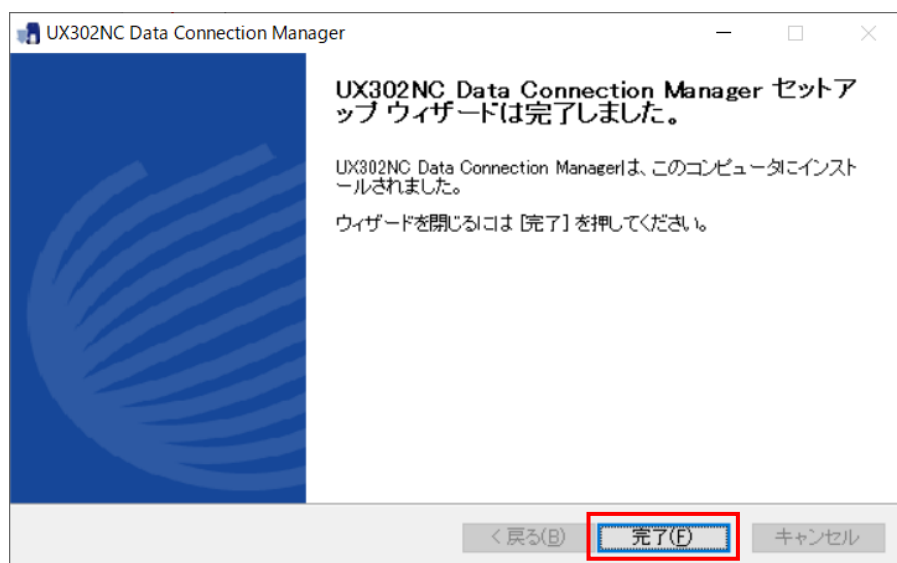 UX302NC Data Connection Manager
UX302NC Data Connection Manager セットア
ップ ウィザードは完了しました。
UX302NC Data Connection Managerは、このコンピュータにインスト
ールされました。
ウィザードを閉じるには [完了] を押してください。
< 戻る(B)
完了(F)
キャンセル